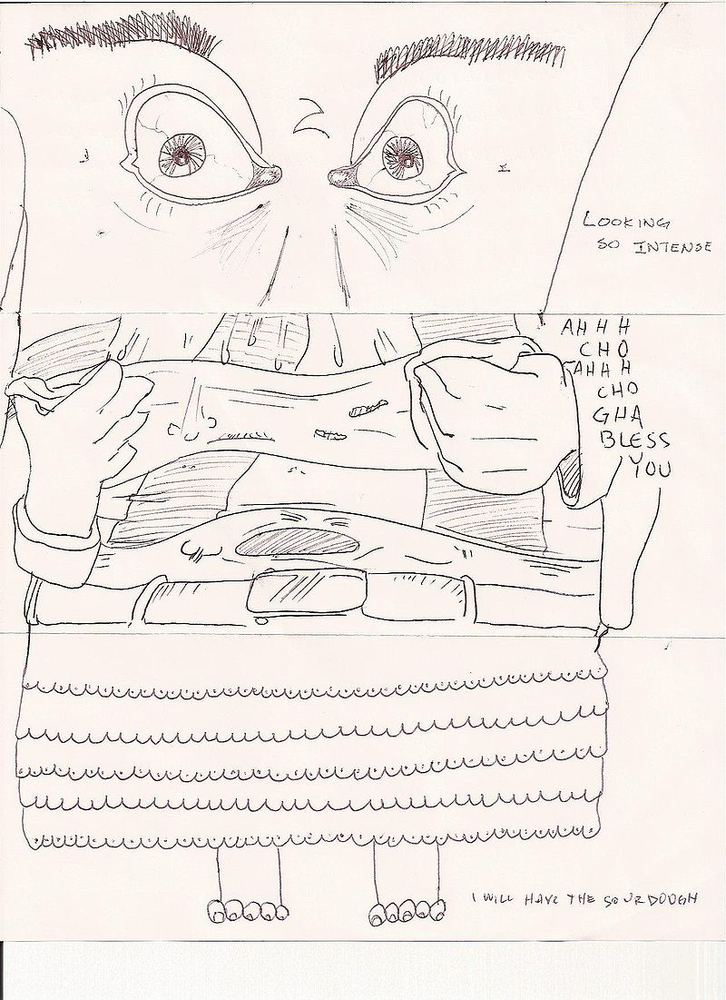 LOOKING
SO INTENSE
AHHH
CHO
AHHH
CHO
GHA
BLESS
YOU
I WILL HAVE THE SOURDOUGH